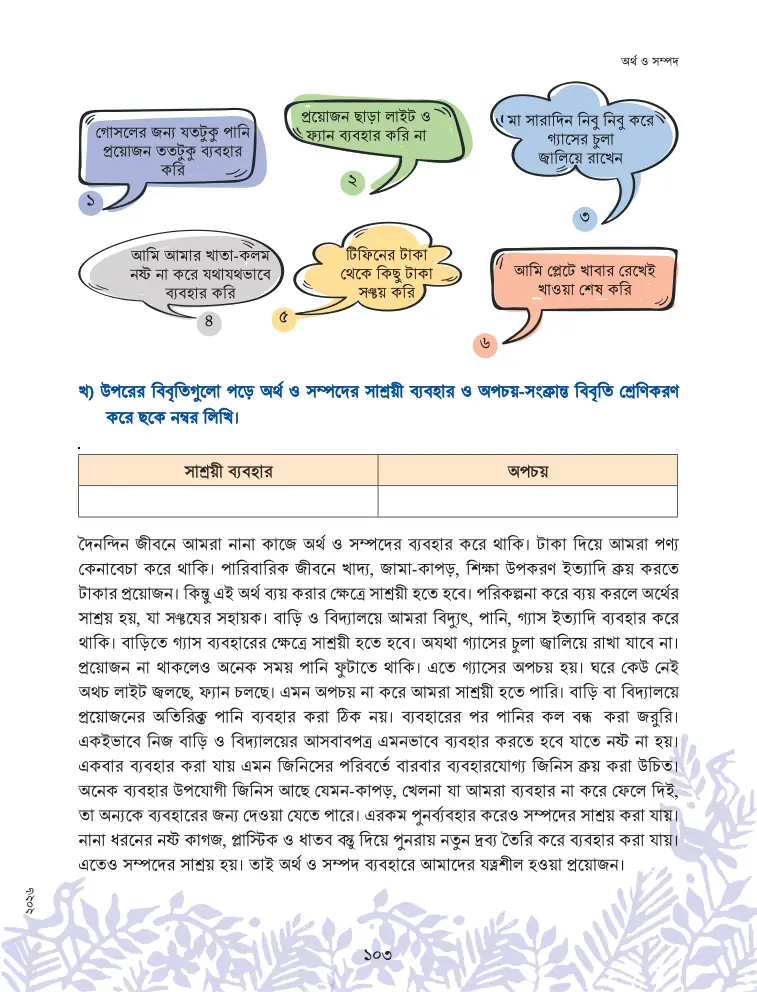 অর্থ ও সম্পদ
গোসলের জন্য যতটুকু পানি
প্রয়োজন ততটুকু ব্যবহার
করি
১
প্রয়োজন ছাড়া লাইট ও
ফ্যান ব্যবহার করি না
২
মা সারাদিন নিবু নিবু করে
গ্যাসের চুলা
জ্বালিয়ে রাখেন
৩
আমি আমার খাতা-কলম
নষ্ট না করে যথাযথভাবে
ব্যবহার করি
৪
টিফিনের টাকা
থেকে কিছু টাকা
সঞ্চয় করি
৫
আমি প্লেটে খাবার রেখেই
খাওয়া শেষ করি
৬
খ) উপরের বিবৃতিগুলো পড়ে অর্থ ও সম্পদের সাশ্রয়ী ব্যবহার ও অপচয়-সংক্রান্ত বিবৃতি শ্রেণিকরণ
করে ছকে নম্বর লিখি।
সাশ্রয়ী ব্যবহার অপচয়
দৈনন্দিন জীবনে আমরা নানা কাজে অর্থ ও সম্পদের ব্যবহার করে থাকি। টাকা দিয়ে আমরা পণ্য
কেনাবেচা করে থাকি। পারিবারিক জীবনে খাদ্য, জামা-কাপড়, শিক্ষা উপকরণ ইত্যাদি ক্রয় করতে
টাকার প্রয়োজন। কিন্তু এই অর্থ ব্যয় করার ক্ষেত্রে সাশ্রয়ী হতে হবে। পরিকল্পনা করে ব্যয় করলে অর্থের
সাশ্রয় হয়, যা সঞ্চয়ের সহায়ক। বাড়ি ও বিদ্যালয়ে আমরা বিদ্যুৎ, পানি, গ্যাস ইত্যাদি ব্যবহার করে
থাকি। বাড়িতে গ্যাস ব্যবহারের ক্ষেত্রে সাশ্রয়ী হতে হবে। অযথা গ্যাসের চুলা জ্বালিয়ে রাখা যাবে না।
প্রয়োজন না থাকলেও অনেক সময় পানি ফুটাতে থাকি। এতে গ্যাসের অপচয় হয়। ঘরে কেউ নেই
অথচ লাইট জ্বলছে, ফ্যান চলছে। এমন অপচয় না করে আমরা সাশ্রয়ী হতে পারি। বাড়ি বা বিদ্যালয়ে
প্রয়োজনের অতিরিক্ত পানি ব্যবহার করা ঠিক নয়। ব্যবহারের পর পানির কল বন্ধ করা জরুরি।
একইভাবে নিজ বাড়ি ও বিদ্যালয়ের আসবাবপত্র এমনভাবে ব্যবহার করতে হবে যাতে নষ্ট না হয়।
একবার ব্যবহার করা যায় এমন জিনিসের পরিবর্তে বারবার ব্যবহারযোগ্য জিনিস ক্রয় করা উচিত।
অনেক ব্যবহার উপযোগী জিনিস আছে যেমন-কাপড়, খেলনা যা আমরা ব্যবহার না করে ফেলে দিই,
তা অন্যকে ব্যবহারের জন্য দেওয়া যেতে পারে। এরকম পুনর্ব্যবহার করেও সম্পদের সাশ্রয় করা যায়।
নানা ধরনের নষ্ট কাগজ, প্লাস্টিক ও ধাতব বস্তু দিয়ে পুনরায় নতুন দ্রব্য তৈরি করে ব্যবহার করা যায়।
এতেও সম্পদের সাশ্রয় হয়। তাই অর্থ ও সম্পদ ব্যবহারে আমাদের যত্নশীল হওয়া প্রয়োজন।
২০২৬
১০৩